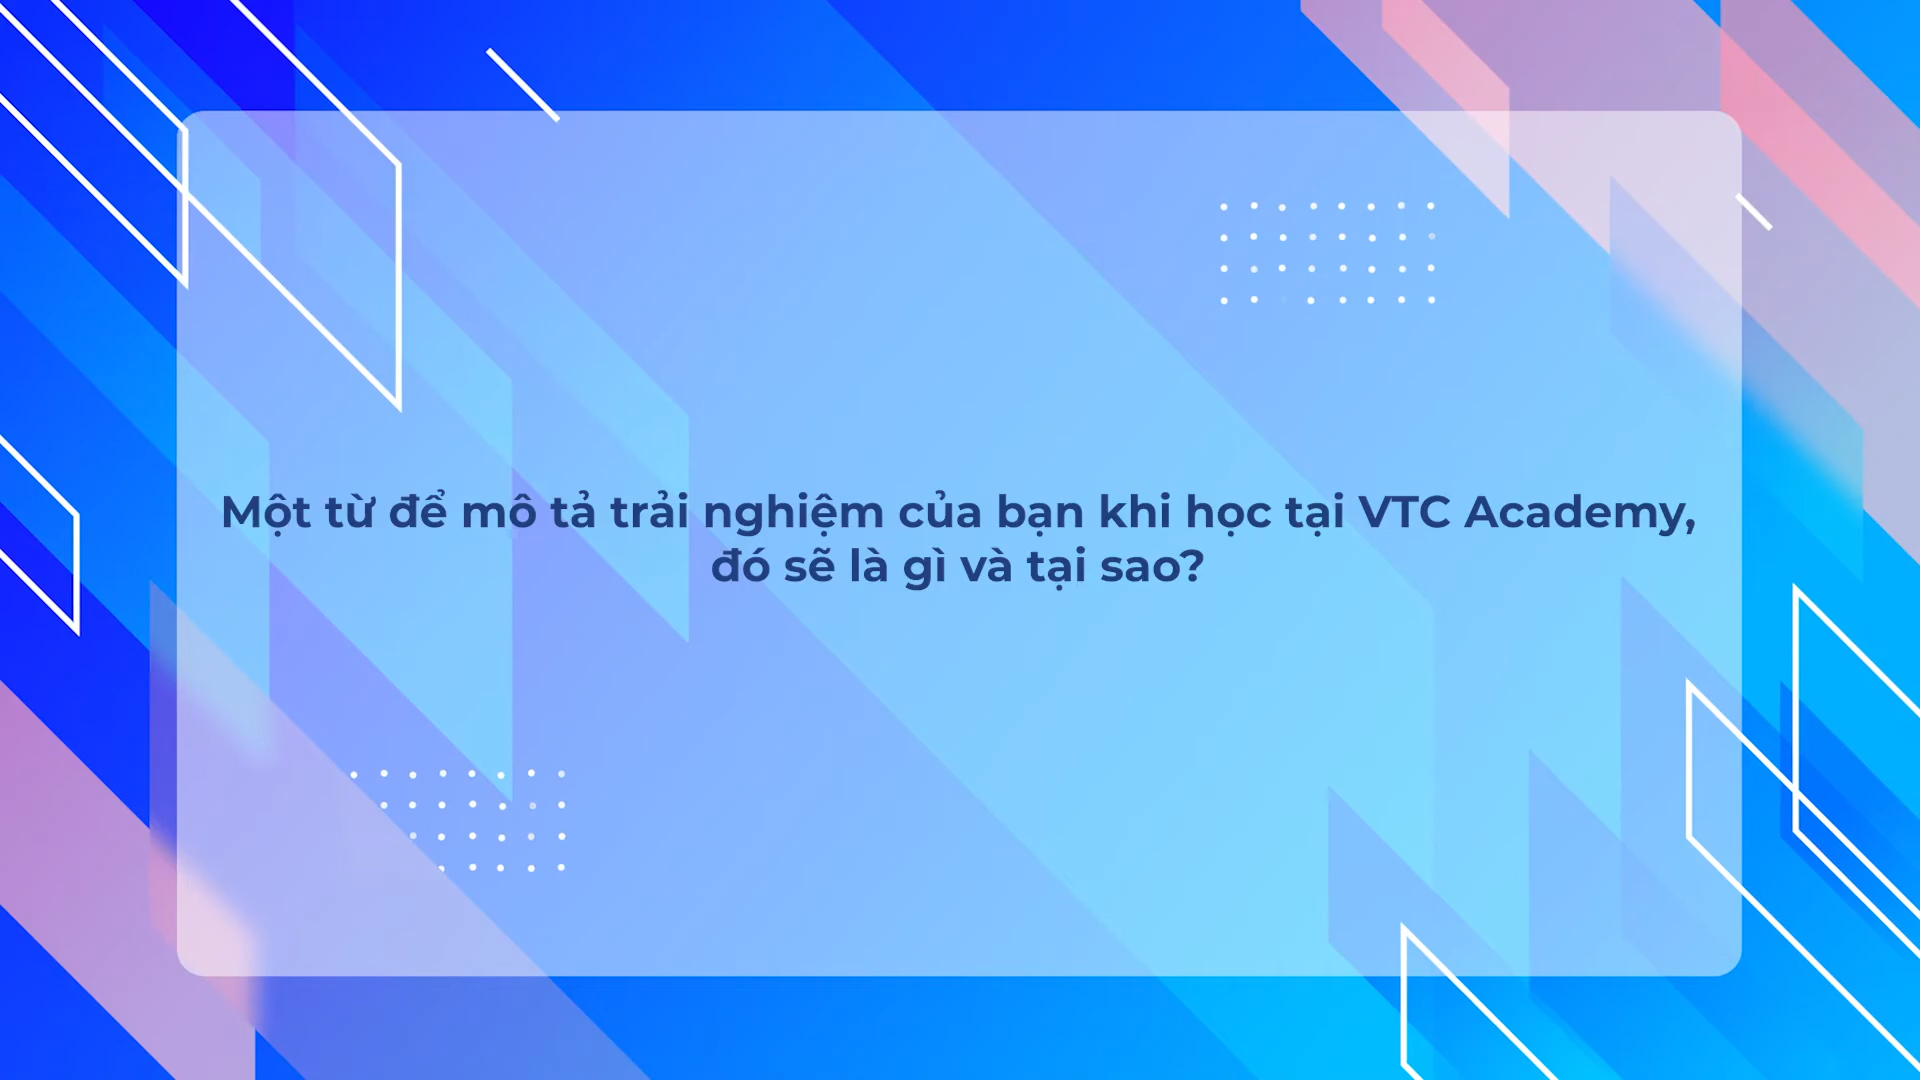 Một từ để mô tả trải nghiệm của bạn khi học tại VTC Academy,
đó sẽ là gì và tại sao?